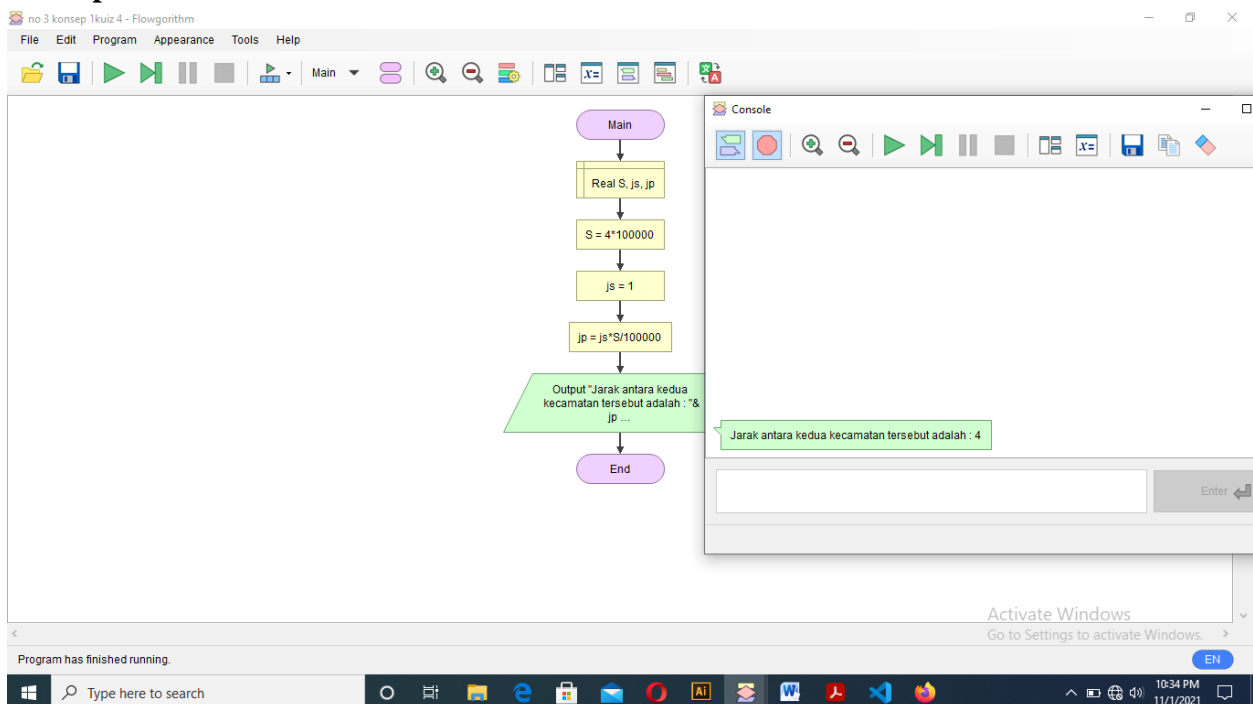 no 3 konsep 1kuiz 4 - Flowgorithm
File Edit Program Appearance Tools Help
Main
Main
Real S, js, jp
S = 4*100000
js = 1
jp = js*S/100000
Output "Jarak antara kedua
kecamatan tersebut adalah : "&
jp ...
End
Console
Jarak antara kedua kecamatan tersebut adalah : 4
Enter
Activate Windows
Go to Settings to activate Windows.
Program has finished running.
EN
Type here to search
10:34 PM
11/1/2021